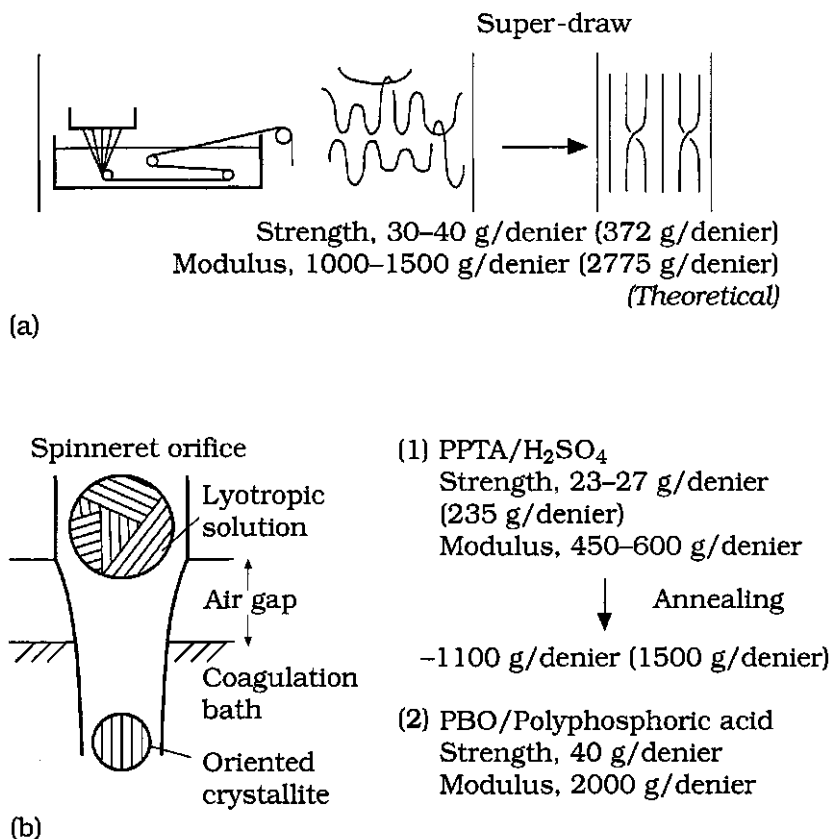 Super-draw
Strength, 30–40 g/denier (372 g/denier)
Modulus, 1000–1500 g/denier (2775 g/denier)
(Theoretical)
(a)
Spinneret orifice
Lyotropic
solution
Air gap
Coagulation
bath
Oriented
crystallite
(b)
(1) PPTA/H₂SO₄
Strength, 23–27 g/denier
(235 g/denier)
Modulus, 450–600 g/denier
Annealing
–1100 g/denier (1500 g/denier)
(2) PBO/Polyphosphoric acid
Strength, 40 g/denier
Modulus, 2000 g/denier